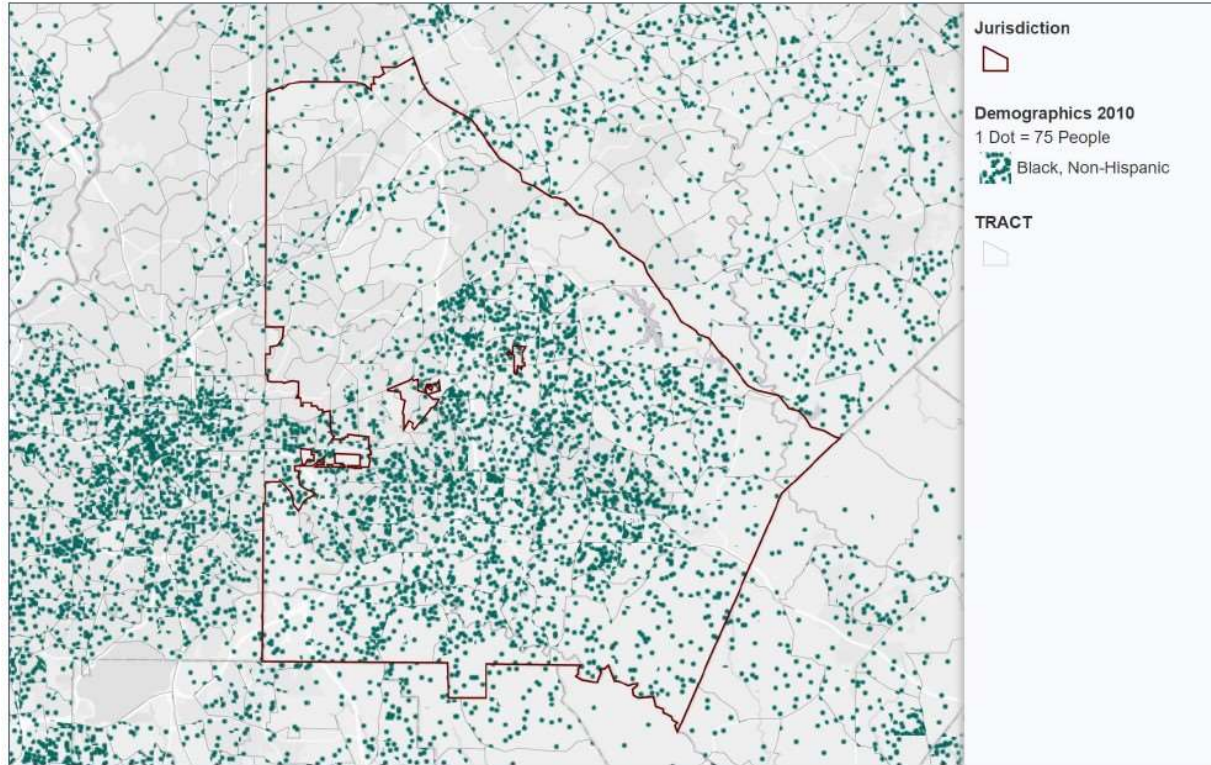 Jurisdiction
Demographics 2010
1 Dot = 75 People
Black, Non-Hispanic
TRACT